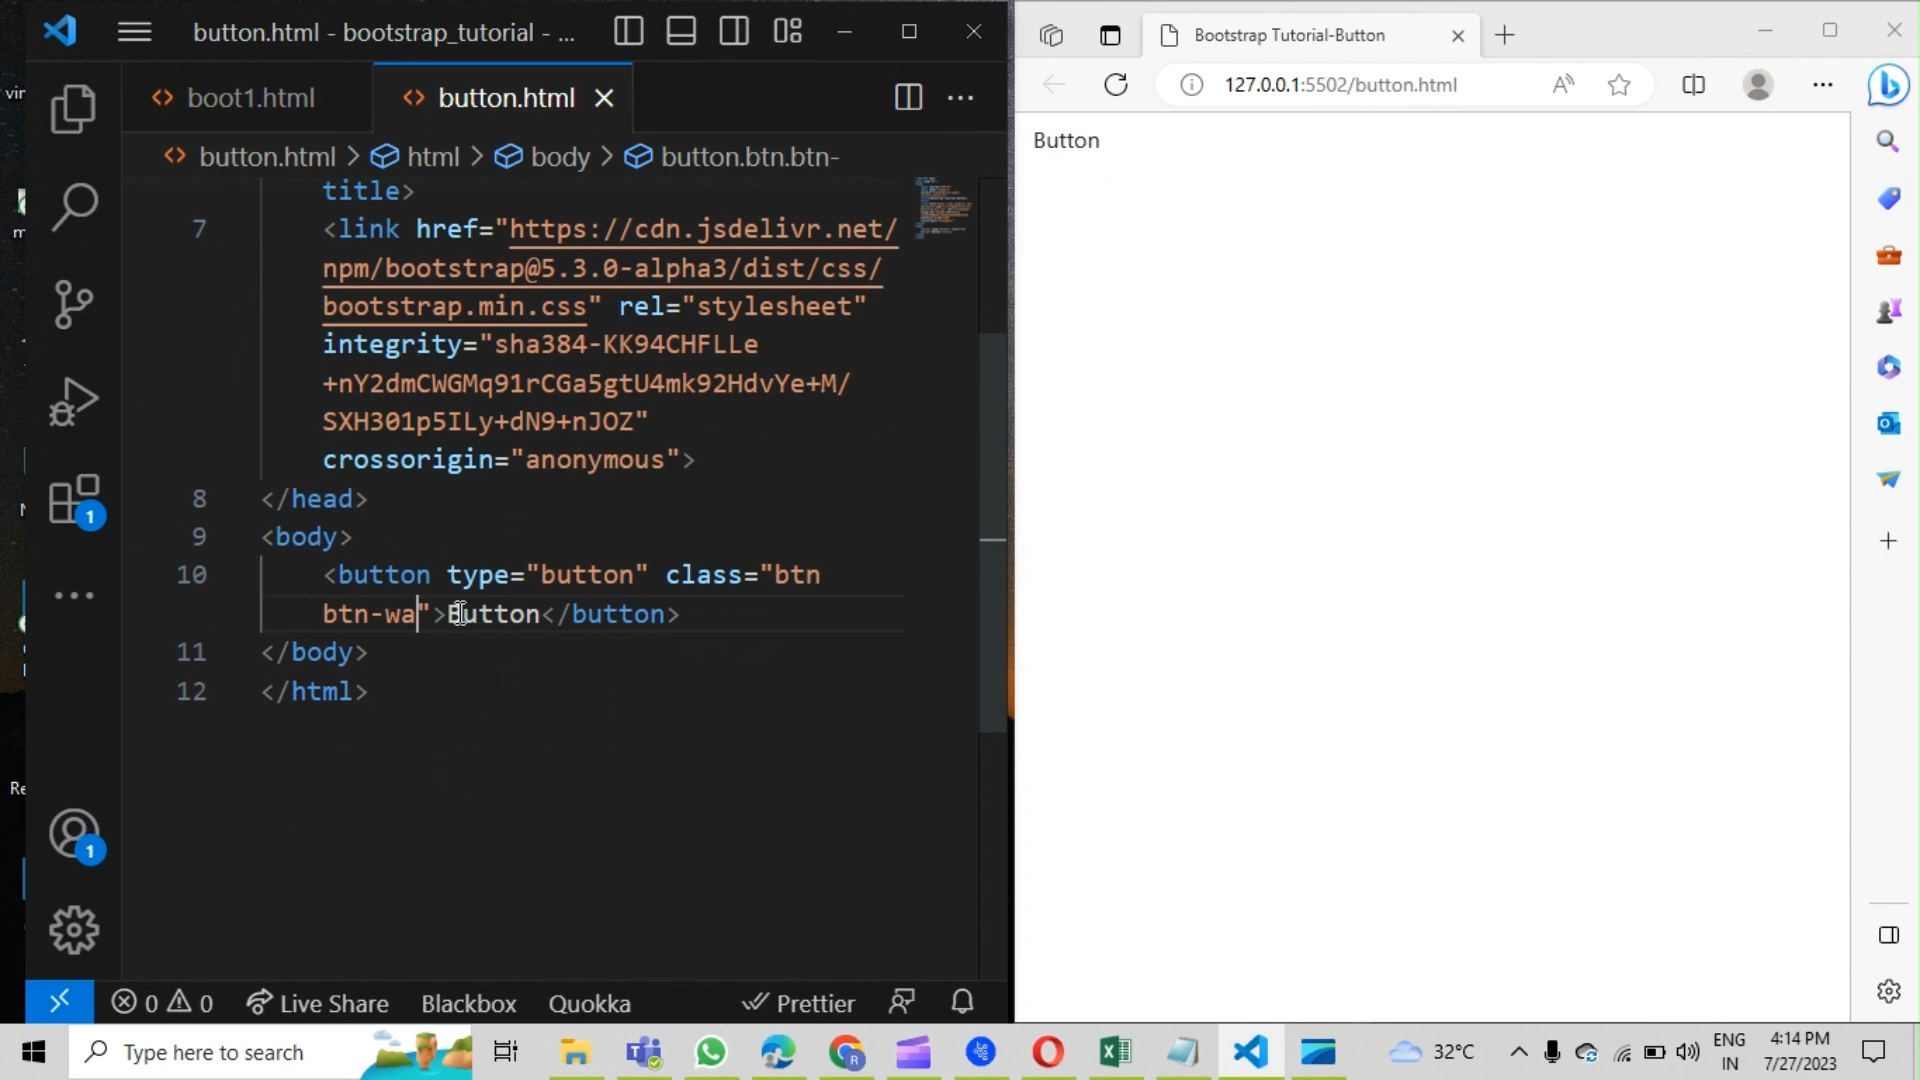 button.html - bootstrap_tutorial - ...
boot1.html
button.html
button.html > html > body > button.btn.btn-
title>
7 <link href="https://cdn.jsdelivr.net/
npm/bootstrap@5.3.0-alpha3/dist/css/
bootstrap.min.css" rel="stylesheet"
integrity="sha384-KK94CHFLLe
+nY2dmCWGMq91rCGa5gtU4mk92HdvYe+M/
SXH301p5ILy+dN9+nJOZ"
crossorigin="anonymous">
8 </head>
9 <body>
10 <button type="button" class="btn
btn-wa">Button</button>
11 </body>
12 </html>
1
1
0 0 Live Share Blackbox Quokka Prettier
Bootstrap Tutorial-Button
127.0.0.1:5502/button.html
Button
Type here to search
32°C
ENG
IN
4:14 PM
7/27/2023